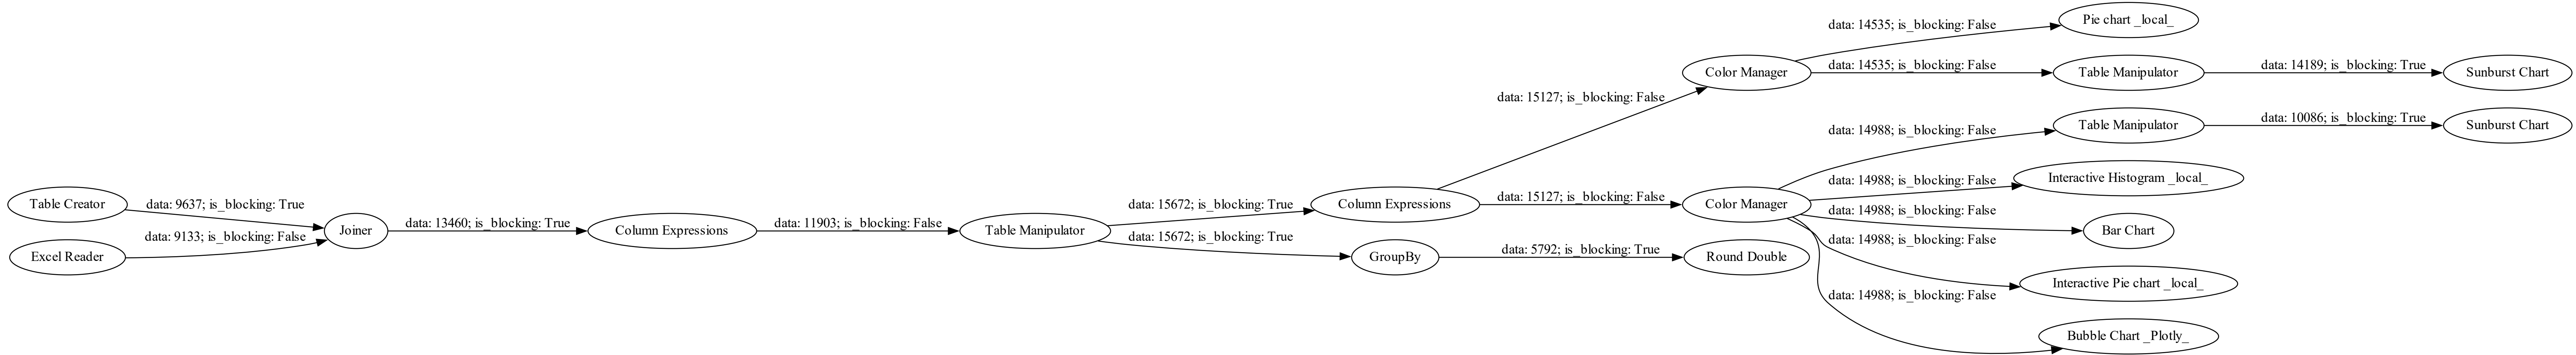 Table Creator
Excel Reader
data: 9637; is_blocking: True
data: 9133; is_blocking: False
Joiner
data: 13460; is_blocking: True
Column Expressions
data: 11903; is_blocking: False
Table Manipulator
data: 15672; is_blocking: True
data: 15672; is_blocking: True
Column Expressions
GroupBy
data: 15127; is_blocking: False
data: 15127; is_blocking: False
data: 5792; is_blocking: True
Color Manager
Color Manager
Round Double
data: 14535; is_blocking: False
data: 14535; is_blocking: False
data: 14988; is_blocking: False
data: 14988; is_blocking: False
data: 14988; is_blocking: False
data: 14988; is_blocking: False
data: 14988; is_blocking: False
Pie chart _local_
Table Manipulator
Table Manipulator
Interactive Histogram _local_
Bar Chart
Interactive Pie chart _local_
Bubble Chart _Plotly_
data: 14189; is_blocking: True
data: 10086; is_blocking: True
Sunburst Chart
Sunburst Chart